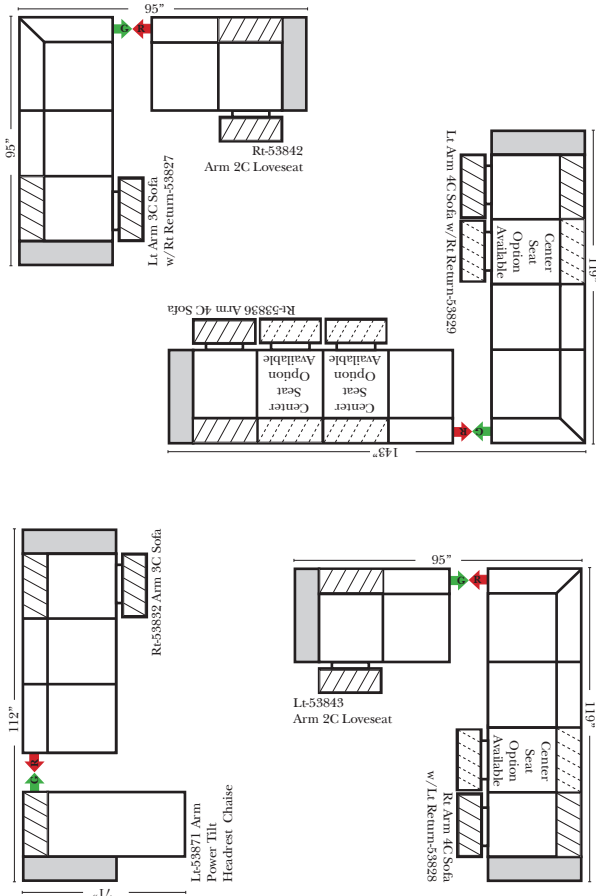 95”
G R
95”
Rt-53842
Arm 2C Loveseat
Lt Arm 3C Sofa
w/Rt Return-53827
Lt Arm 4C Sofa
w/Rt Return-53829
Center
Seat
Option
Available
119”
Rt-53836 Arm 4C Sofa
Center
Seat
Option
Available
Center
Seat
Option
Available
R G
143”
112”
Rt-53832 Arm 3C Sofa
R
G
Lt-53871 Arm
Power Tilt
Headrest Chaise
71”
95”
G R
Lt-53843
Arm 2C Loveseat
Center
Seat
Option
Available
119”
Rt Arm 4C Sofa
w/Lt Return-53828